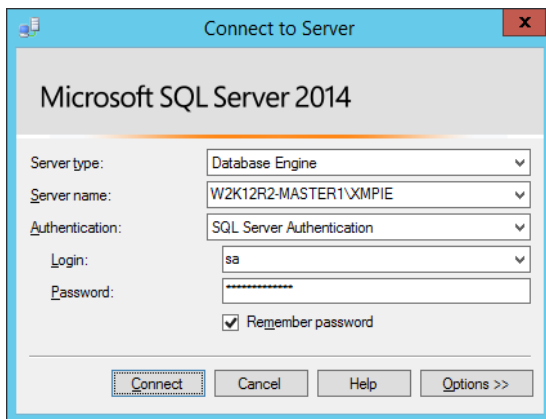 Connect to Server
x
Microsoft SQL Server 2014
Server type: Database Engine
Server name: W2K12R2-MASTER1\XMPIE
Authentication: SQL Server Authentication
Login: sa
Password: *************
Remember password
Connect Cancel Help Options >>